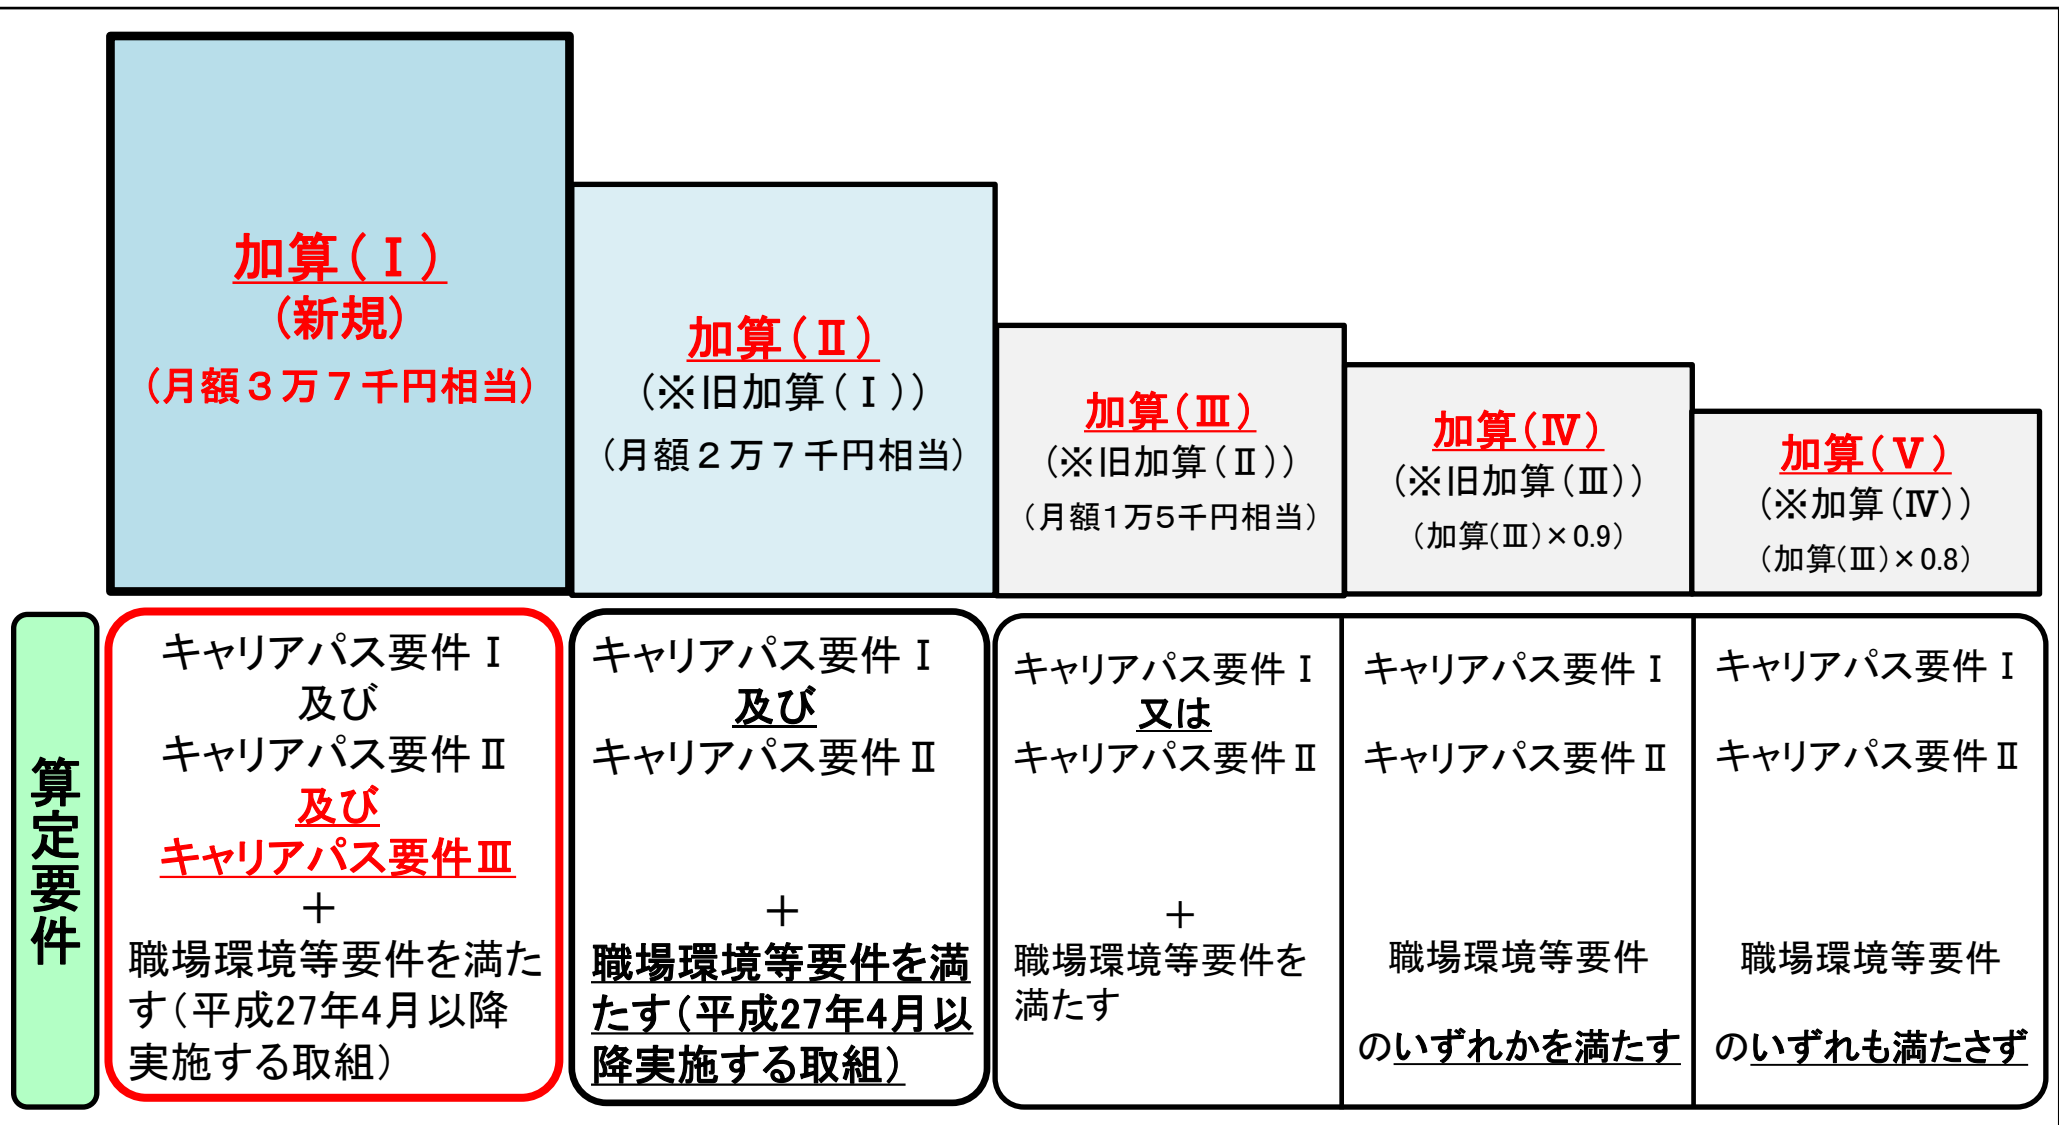 加算(Ⅰ)
(新規)
(月額３万７千円相当)
加算(Ⅱ)
(※旧加算(Ⅰ))
(月額２万７千円相当)
加算(Ⅲ)
(※旧加算(Ⅱ))
(月額1万5千円相当)
加算(Ⅳ)
(※旧加算(Ⅲ))
(加算(Ⅲ)×0.9)
加算(Ⅴ)
(※加算(Ⅳ))
(加算(Ⅲ)×0.8)
算定要件
キャリアパス要件Ⅰ
及び
キャリアパス要件Ⅱ
及び
キャリアパス要件Ⅲ
＋
職場環境等要件を満た
す(平成27年4月以降
実施する取組)
キャリアパス要件Ⅰ
及び
キャリアパス要件Ⅱ
＋
職場環境等要件を満
たす(平成27年4月以
降実施する取組)
キャリアパス要件Ⅰ
又は
キャリアパス要件Ⅱ
＋
職場環境等要件を
満たす
キャリアパス要件Ⅰ
キャリアパス要件Ⅱ
職場環境等要件
のいずれかを満たす
キャリアパス要件Ⅰ
キャリアパス要件Ⅱ
職場環境等要件
のいずれも満たさず